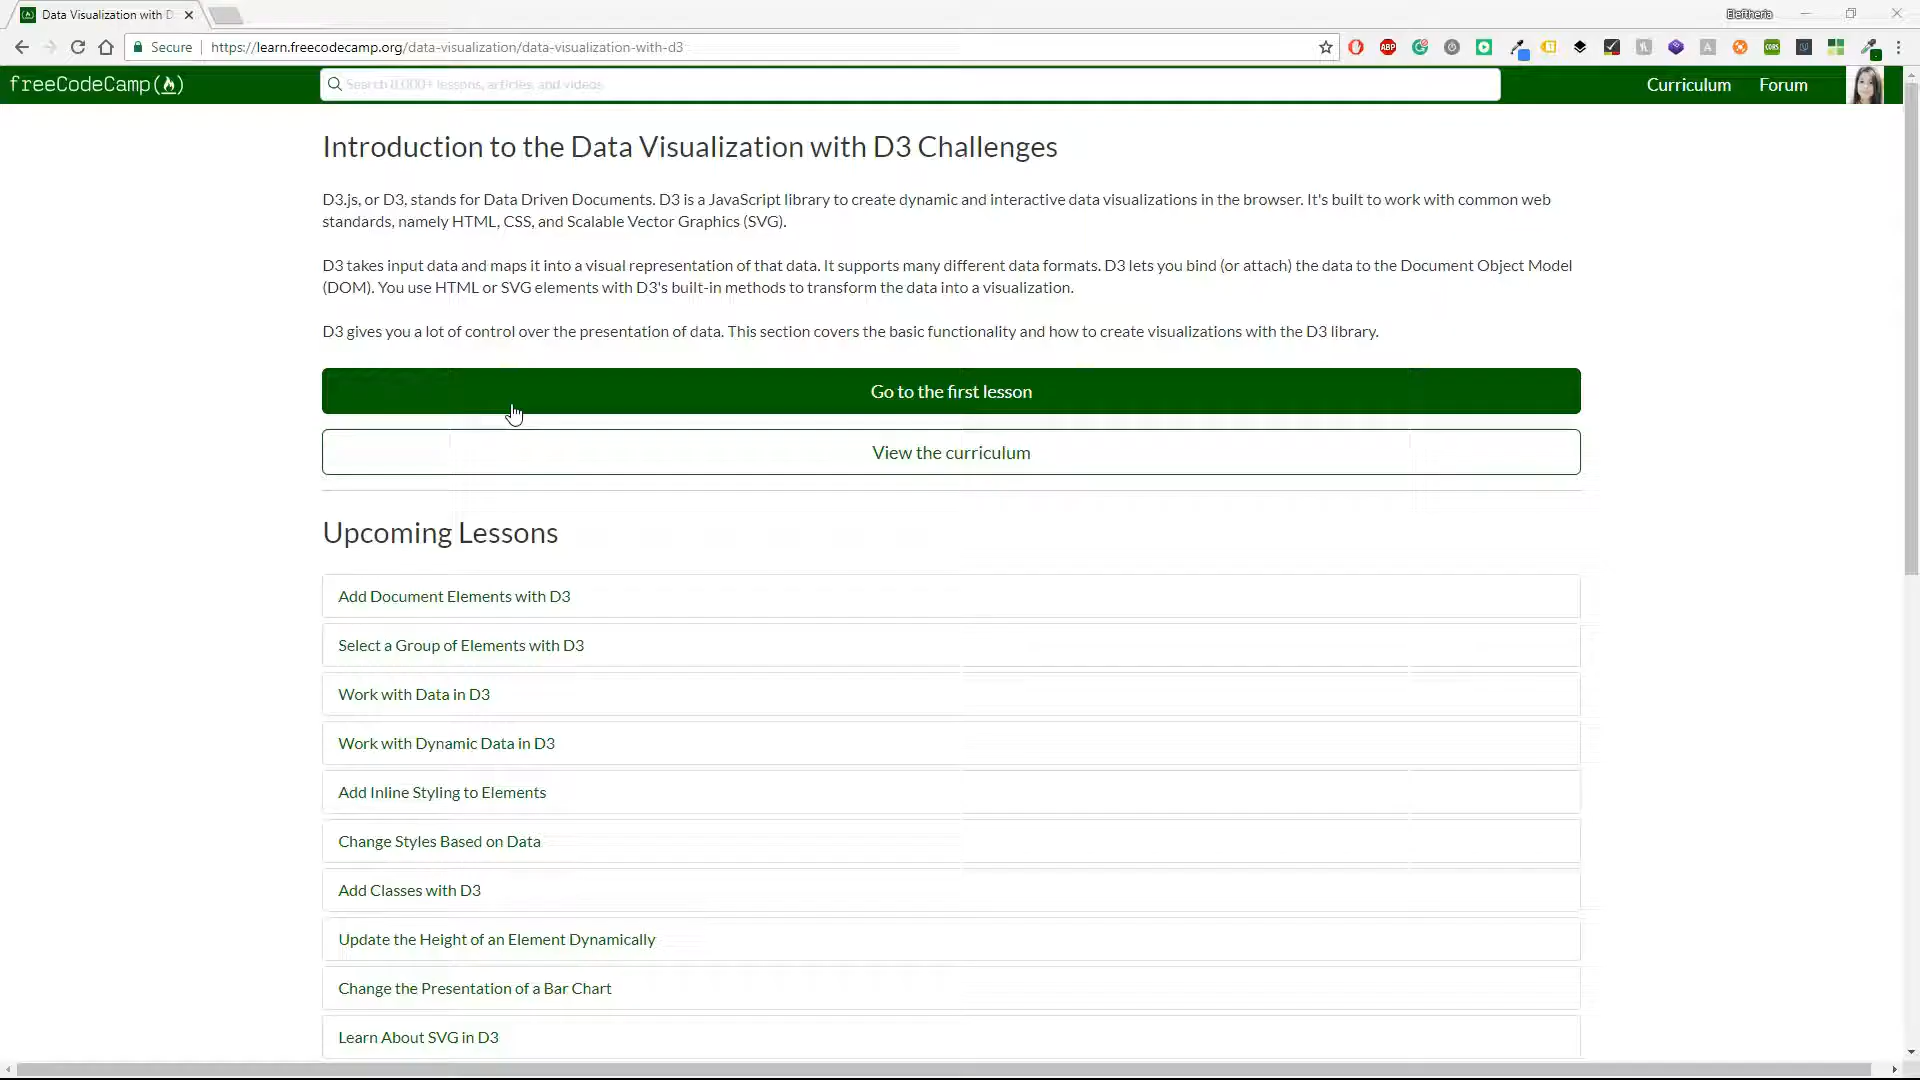 Data Visualization with D
Eleftheria
Secure
https://learn.freecodecamp.org/data-visualization/data-visualization-with-d3
ABP
freeCodeCamp
Search 8,000+ lessons, articles, and videos
Curriculum
Forum
Introduction to the Data Visualization with D3 Challenges
D3.js, or D3, stands for Data Driven Documents. D3 is a JavaScript library to create dynamic and interactive data visualizations in the browser. It's built to work with common web
standards, namely HTML, CSS, and Scalable Vector Graphics (SVG).
D3 takes input data and maps it into a visual representation of that data. It supports many different data formats. D3 lets you bind (or attach) the data to the Document Object Model
(DOM). You use HTML or SVG elements with D3's built-in methods to transform the data into a visualization.
D3 gives you a lot of control over the presentation of data. This section covers the basic functionality and how to create visualizations with the D3 library.
Go to the first lesson
View the curriculum
Upcoming Lessons
Add Document Elements with D3
Select a Group of Elements with D3
Work with Data in D3
Work with Dynamic Data in D3
Add Inline Styling to Elements
Change Styles Based on Data
Add Classes with D3
Update the Height of an Element Dynamically
Change the Presentation of a Bar Chart
Learn About SVG in D3